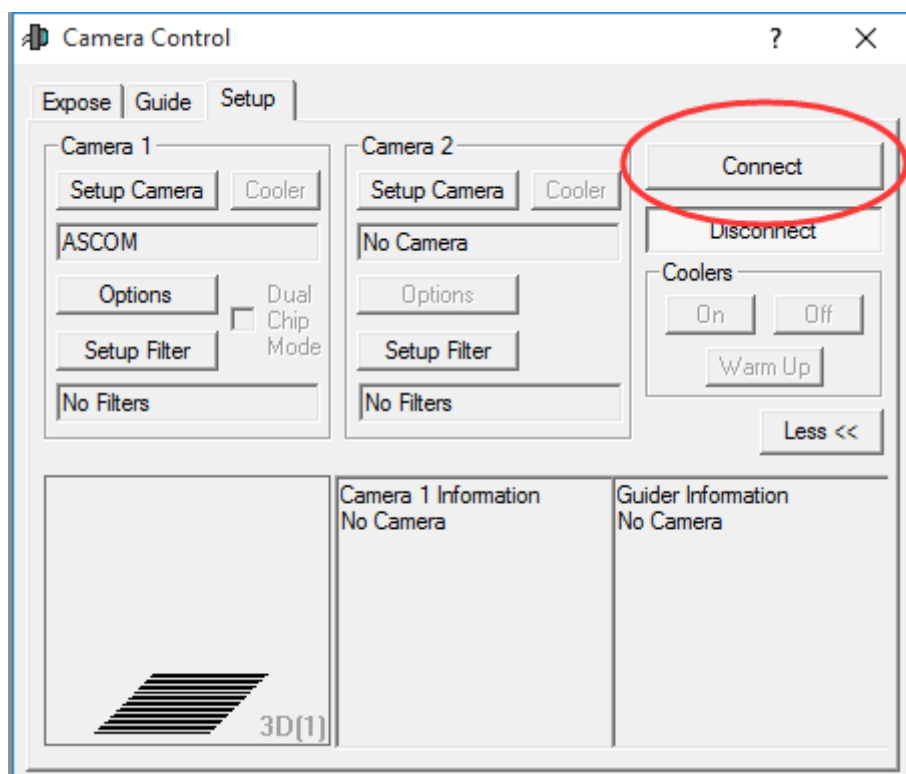 Camera Control
?
Expose
Guide
Setup
Camera 1
Setup Camera
Cooler
ASCOM
Options
Dual
Chip
Mode
Setup Filter
No Filters
Camera 2
Setup Camera
Cooler
No Camera
Options
Setup Filter
No Filters
Connect
Disconnect
Coolers
On
Off
Warm Up
Less <<
3D(1)
Camera 1 Information
No Camera
Guider Information
No Camera